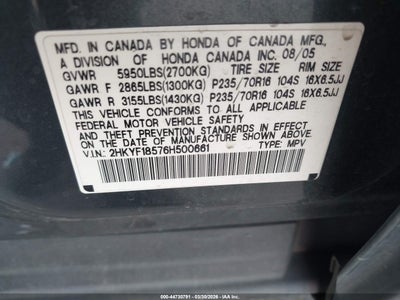 MFD. IN CANADA BY HONDA OF CANADA MFG.,
A DIVISION OF HONDA CANADA INC. 08/05
GVWR 5950LBS(2700KG) TIRE SIZE RIM SIZE
GAWR F 2865LBS(1300KG) P235/70R16 104S 16X6.5JJ
GAWR R 3155LBS(1430KG) P235/70R16 104S 16X6.5JJ
THIS VEHICLE CONFORMS TO ALL APPLICABLE
FEDERAL MOTOR VEHICLE SAFETY AND
THEFT PREVENTION STANDARDS IN EFFECT ON
THE DATE OF MANUFACTURE SHOWN ABOVE.
V.I.N.: 2HKYF18576H500661 TYPE: MPV
000-44730791 - 03/30/2026 - IAA